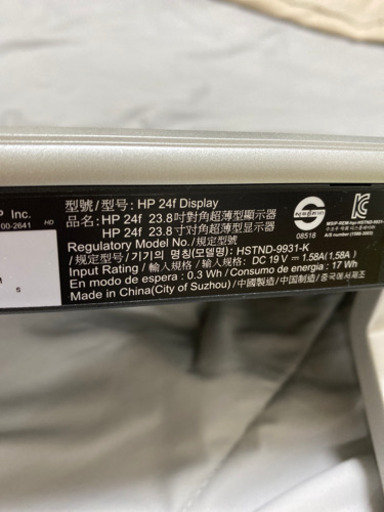 P Inc.
00-2641
HD
M
s
型號/型号: HP 24f Display
品名: HP 24f 23.8吋對角超薄型顯示器
HP 24f 23.8寸对角超薄型显示器
Regulatory Model No./規定型號
/规定型号/기기의 명칭(모델명): HSTND-9931-K
Input Rating / 輸入規格 / 输入规格: DC 19 V ⎓ 1.58A(1.58A)
En modo de espera : 0.3 Wh / Consumo de energia : 17 Wh
Made in China(City of Suzhou) /中國製造 /中国制造/ 중국에서제조
08518